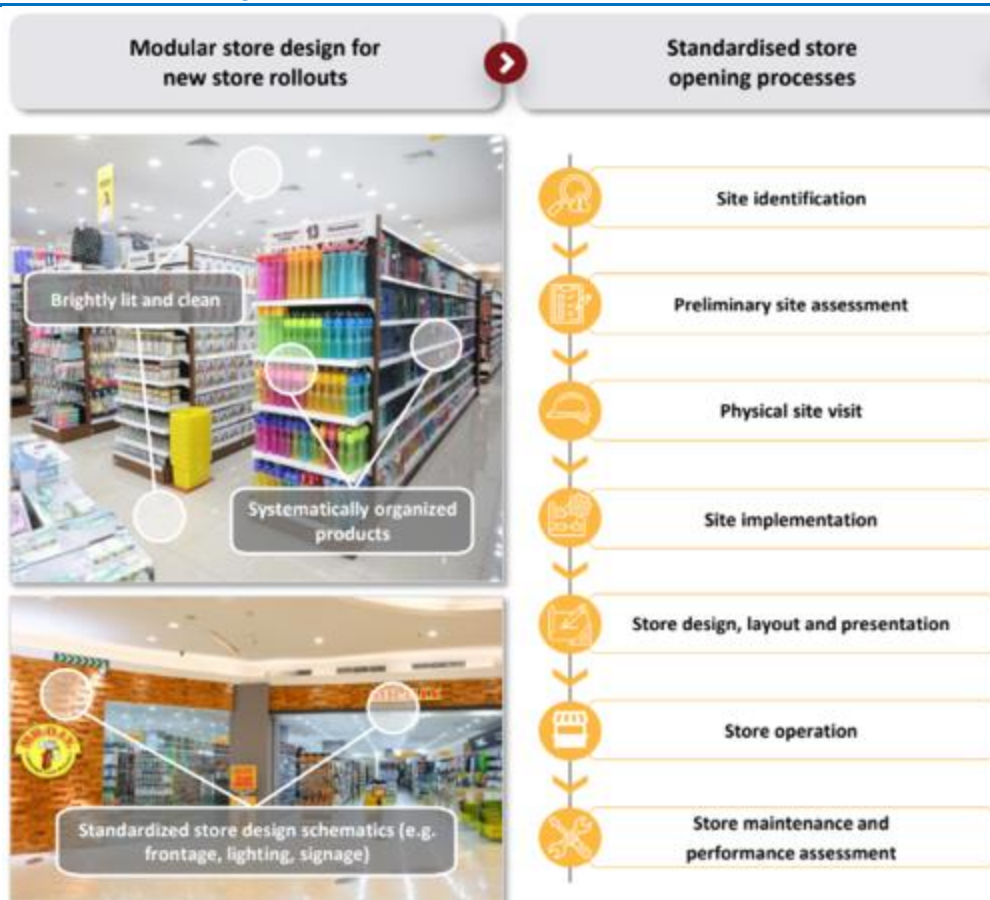 Modular store design for
new store rollouts
Standardised store
opening processes
13
Brightly lit and clean
Systematically organized
products
MR.D.I.Y.
Standardized store design schematics (e.g.
frontage, lighting, signage)
Site identification
Preliminary site assessment
Physical site visit
Site implementation
Store design, layout and presentation
Store operation
Store maintenance and
performance assessment